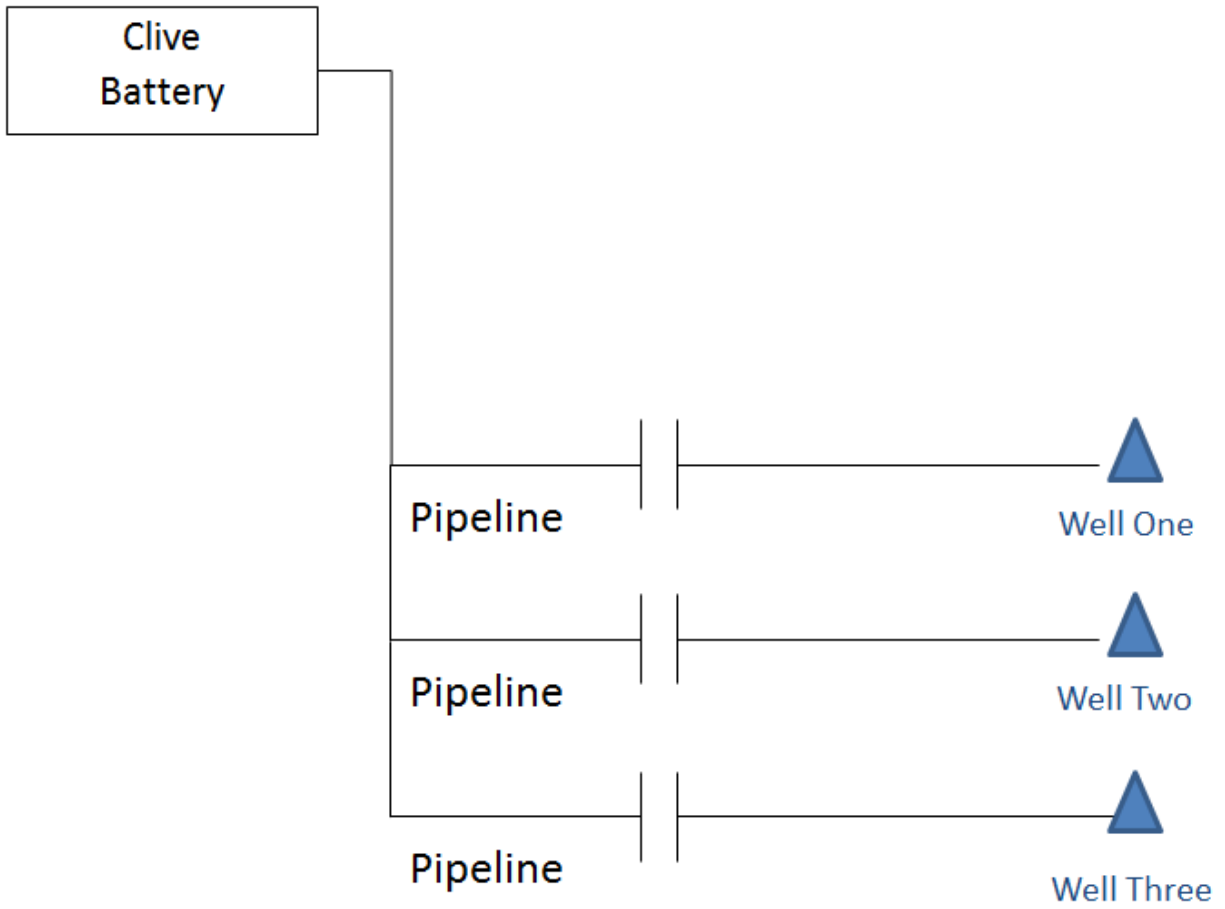 Clive
Battery
Pipeline
Well One
Pipeline
Well Two
Pipeline
Well Three